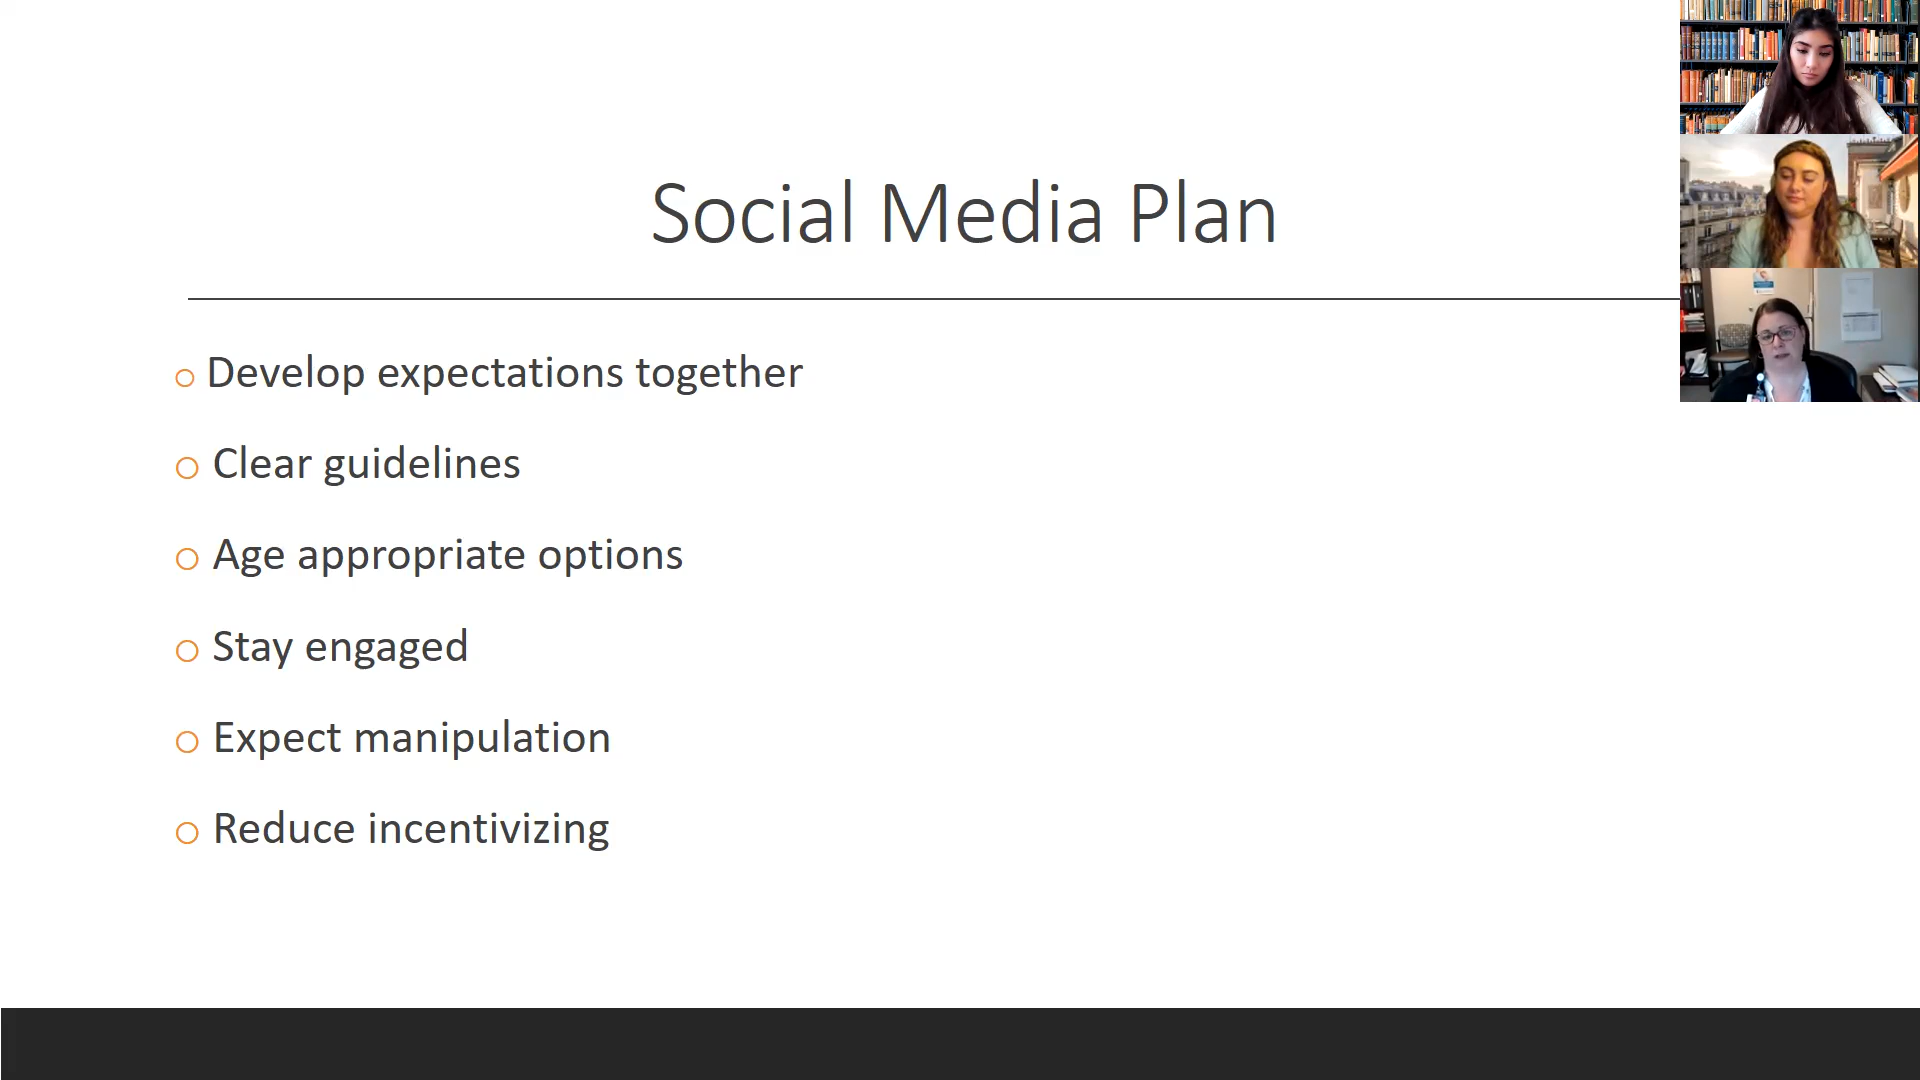 Social Media Plan
Develop expectations together
Clear guidelines
Age appropriate options
Stay engaged
Expect manipulation
Reduce incentivizing